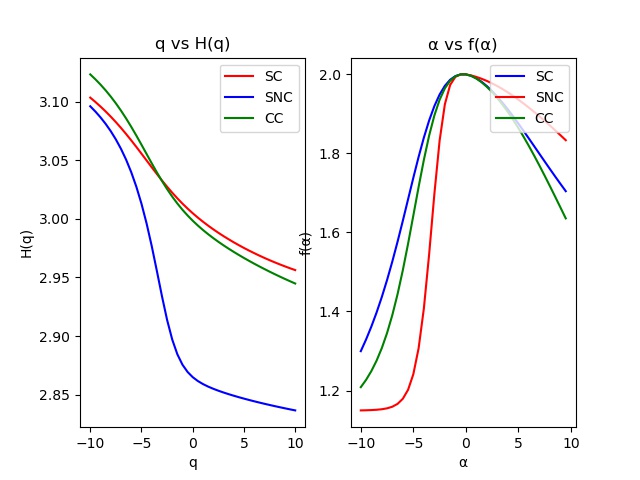 q vs H(q)
3.10
3.05
3.00
2.95
2.90
2.85
H(q)
−10
−5
0
5
10
q
SC
SNC
CC
α vs f(α)
2.0
1.8
1.6
1.4
1.2
f(α)
−10
−5
0
5
10
α
SC
SNC
CC